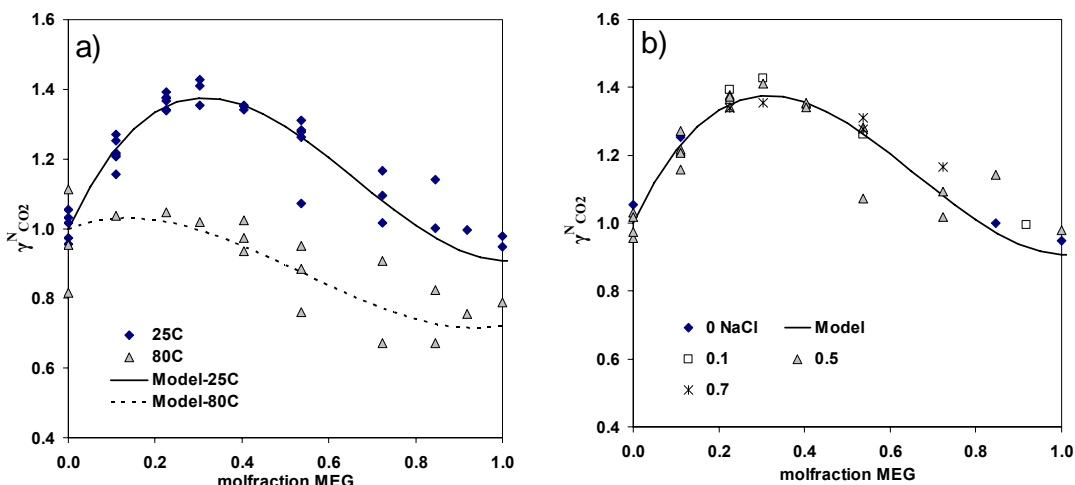 a)
1.6
1.4
1.2
1.0
0.8
0.6
0.4
γ^N_CO2
25C
80C
Model-25C
Model-80C
0.0 0.2 0.4 0.6 0.8 1.0
molfraction MEG
b)
1.6
1.4
1.2
1.0
0.8
0.6
0.4
γ^N_CO2
0 NaCl Model
0.1 0.5
0.7
0.0 0.2 0.4 0.6 0.8 1.0
molfraction MEG